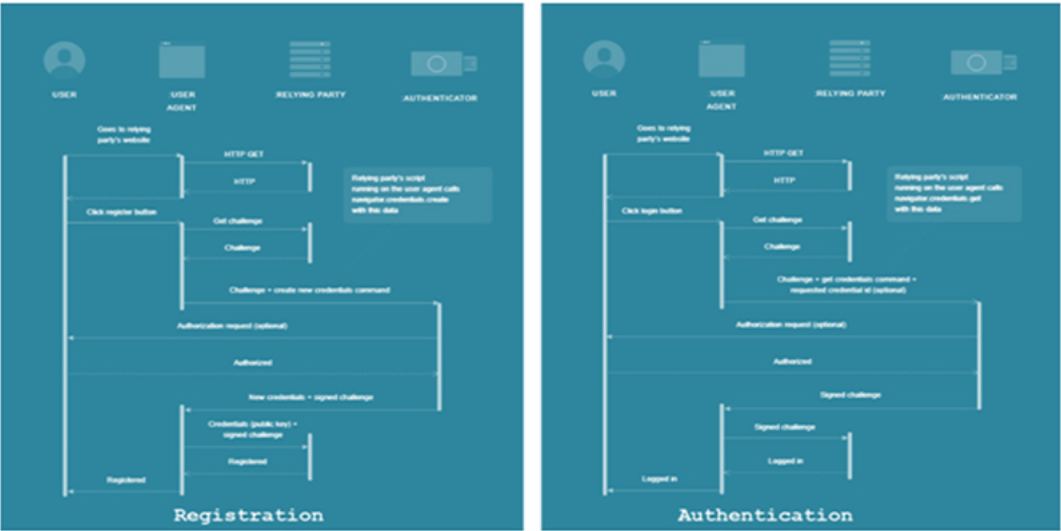 USER
:USER
AGENT
:RELYING PARTY
:AUTHENTICATOR
Goes to relying
party's website
HTTP GET
HTTP
Relying party's script
running on the user agent calls
navigator.credentials.create
with this data
Click register button
Get challenge
Challenge
Challenge + create new credentials command
Authorization request (optional)
Authorized
New credentials + signed challenge
Credentials (public key) +
signed challenge
Registered
Registered
Registration
USER
:USER
AGENT
:RELYING PARTY
:AUTHENTICATOR
Goes to relying
party's website
HTTP GET
HTTP
Relying party's script
running on the user agent calls
navigator.credentials.get
with this data
Click login button
Get challenge
Challenge
Challenge + get credentials command +
requested credential id (optional)
Authorization request (optional)
Authorized
Signed challenge
Signed challenge
Logged in
Logged in
Authentication